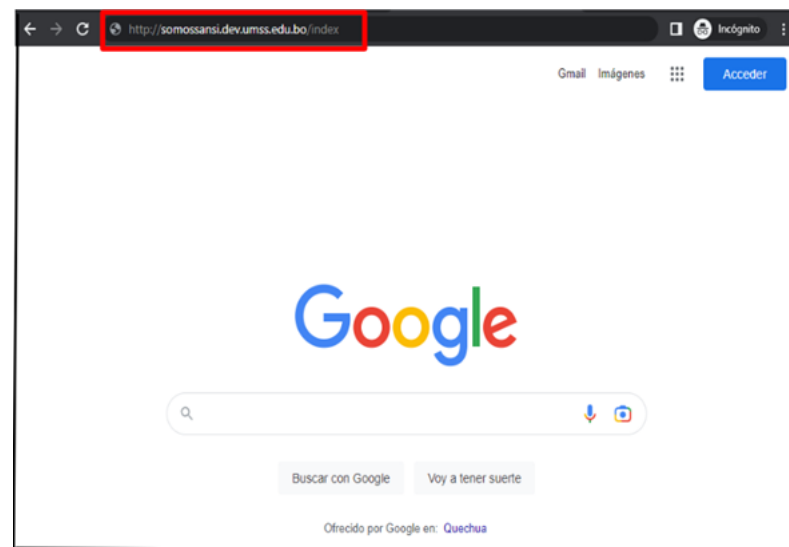 http://somossansi.dev.umss.edu.bo/index
Incógnito
Gmail Imágenes Acceder
Google
Buscar con Google Voy a tener suerte
Ofrecido por Google en: Quechua